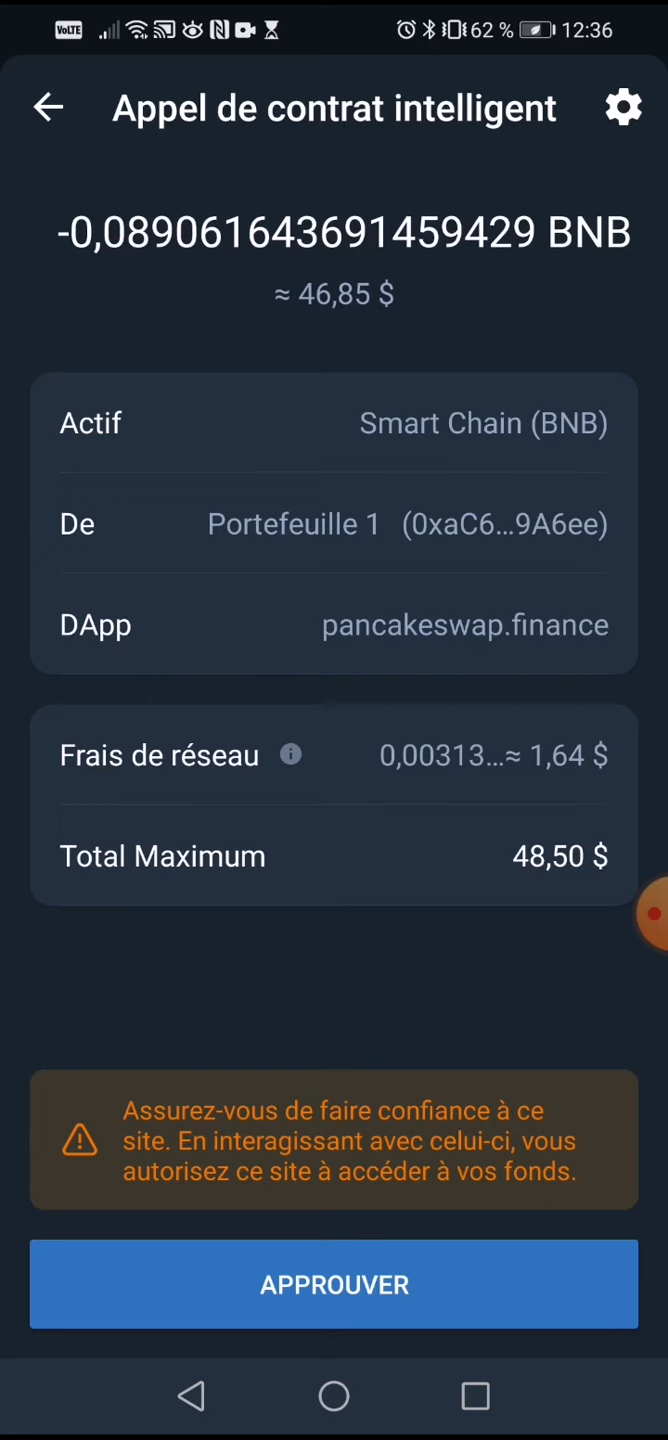 VoLTE 62 % 12:36
Appel de contrat intelligent
-0,089061643691459429 BNB
≈ 46,85 $
Actif Smart Chain (BNB)
De Portefeuille 1 (0xaC6...9A6ee)
DApp pancakeswap.finance
Frais de réseau 0,00313...≈ 1,64 $
Total Maximum 48,50 $
Assurez-vous de faire confiance à ce
site. En interagissant avec celui-ci, vous
autorisez ce site à accéder à vos fonds.
APPROUVER